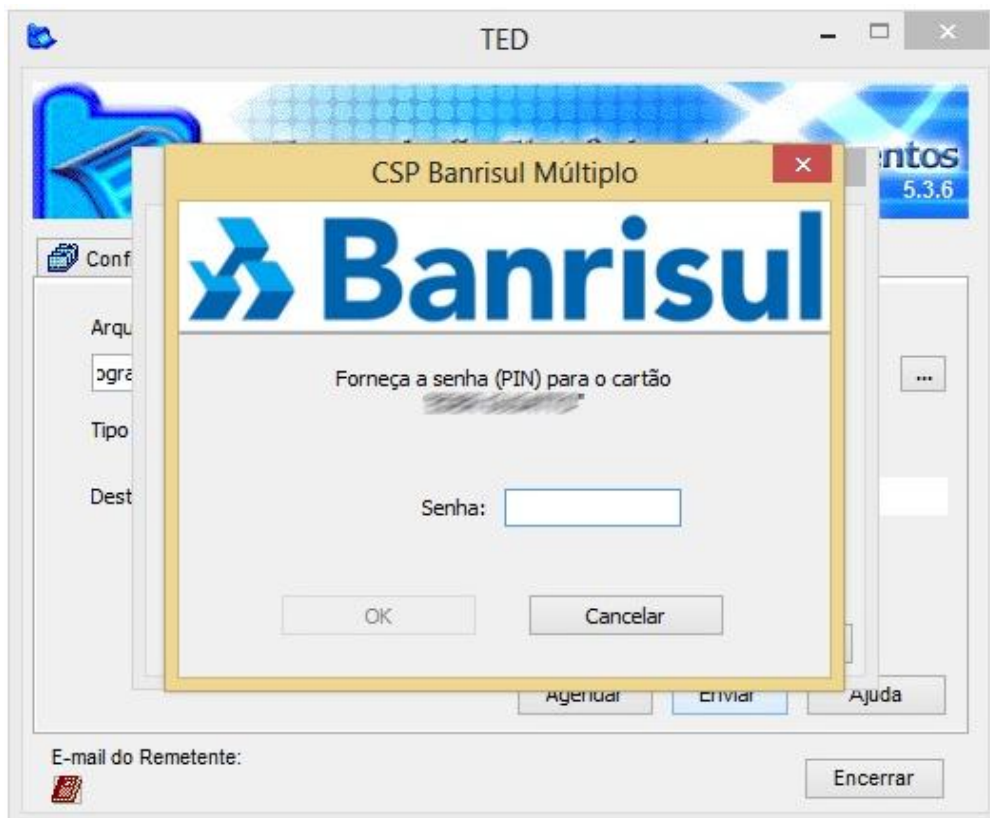 TED
entos
5.3.6
CSP Banrisul Múltiplo
Banrisul
Conf
Arqu
ogra
...
Tipo
Dest
Forneça a senha (PIN) para o cartão
"
Senha:
OK
Cancelar
Agendar
Enviar
Ajuda
E-mail do Remetente:
Encerrar